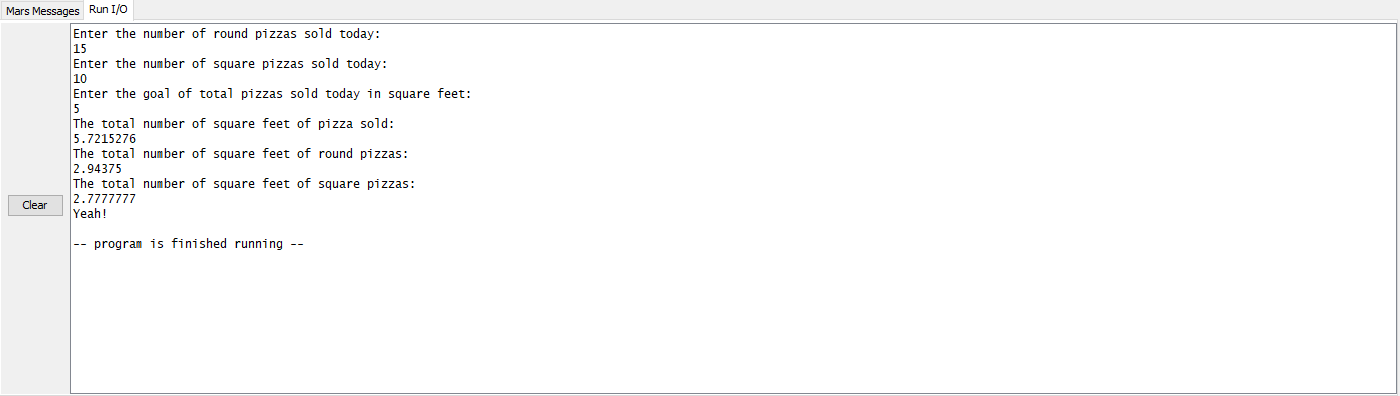 Mars Messages Run I/O
Enter the number of round pizzas sold today:
15
Enter the number of square pizzas sold today:
10
Enter the goal of total pizzas sold today in square feet:
5
The total number of square feet of pizza sold:
5.7215276
The total number of square feet of round pizzas:
2.94375
The total number of square feet of square pizzas:
2.7777777
Yeah!
-- program is finished running --
Clear